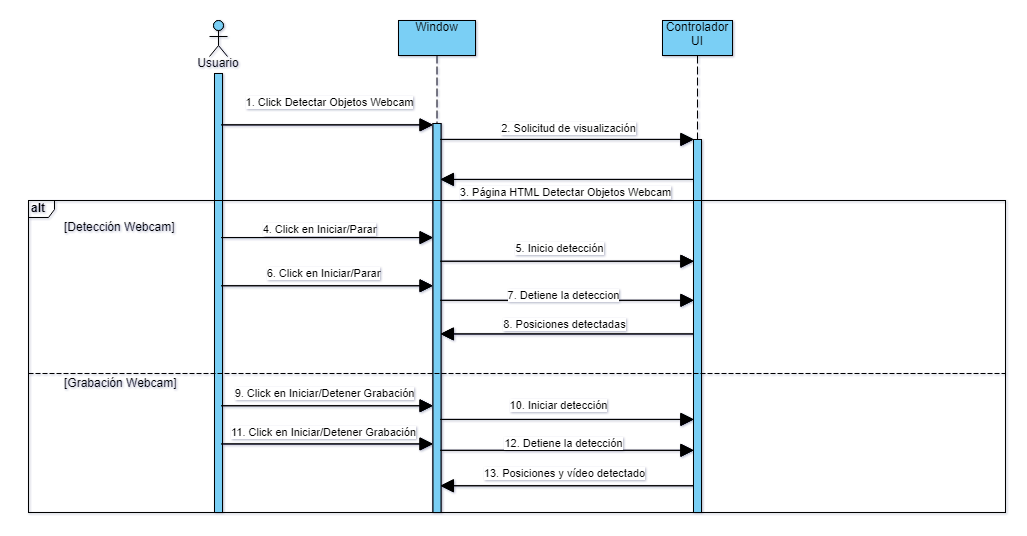 Usuario
Window
Controlador
UI
1. Click Detectar Objetos Webcam
2. Solicitud de visualización
3. Página HTML Detectar Objetos Webcam
alt
[Detección Webcam]
4. Click en Iniciar/Parar
5. Inicio detección
6. Click en Iniciar/Parar
7. Detiene la deteccion
8. Posiciones detectadas
[Grabación Webcam]
9. Click en Iniciar/Detener Grabación
10. Iniciar detección
11. Click en Iniciar/Detener Grabación
12. Detiene la detección
13. Posiciones y vídeo detectado